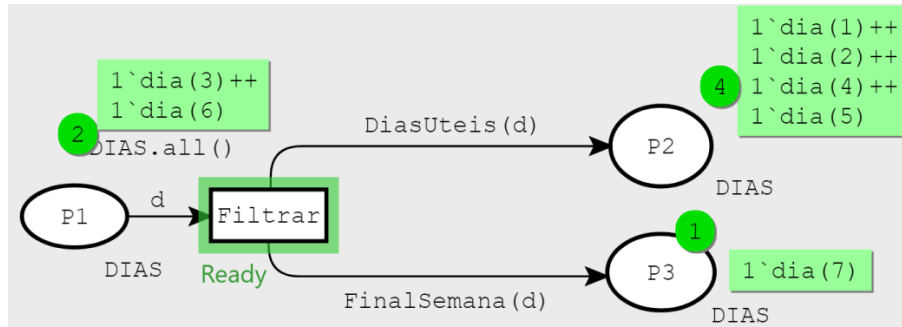 1`dia(1)++
1`dia(2)++
1`dia(4)++
1`dia(5)
4
1`dia(3)++
1`dia(6)
2
DIAS.all()
DiasUteis(d)
P2
DIAS
d
P1
Filtrar
DIAS
Ready
1
P3
1`dia(7)
FinalSemana(d)
DIAS